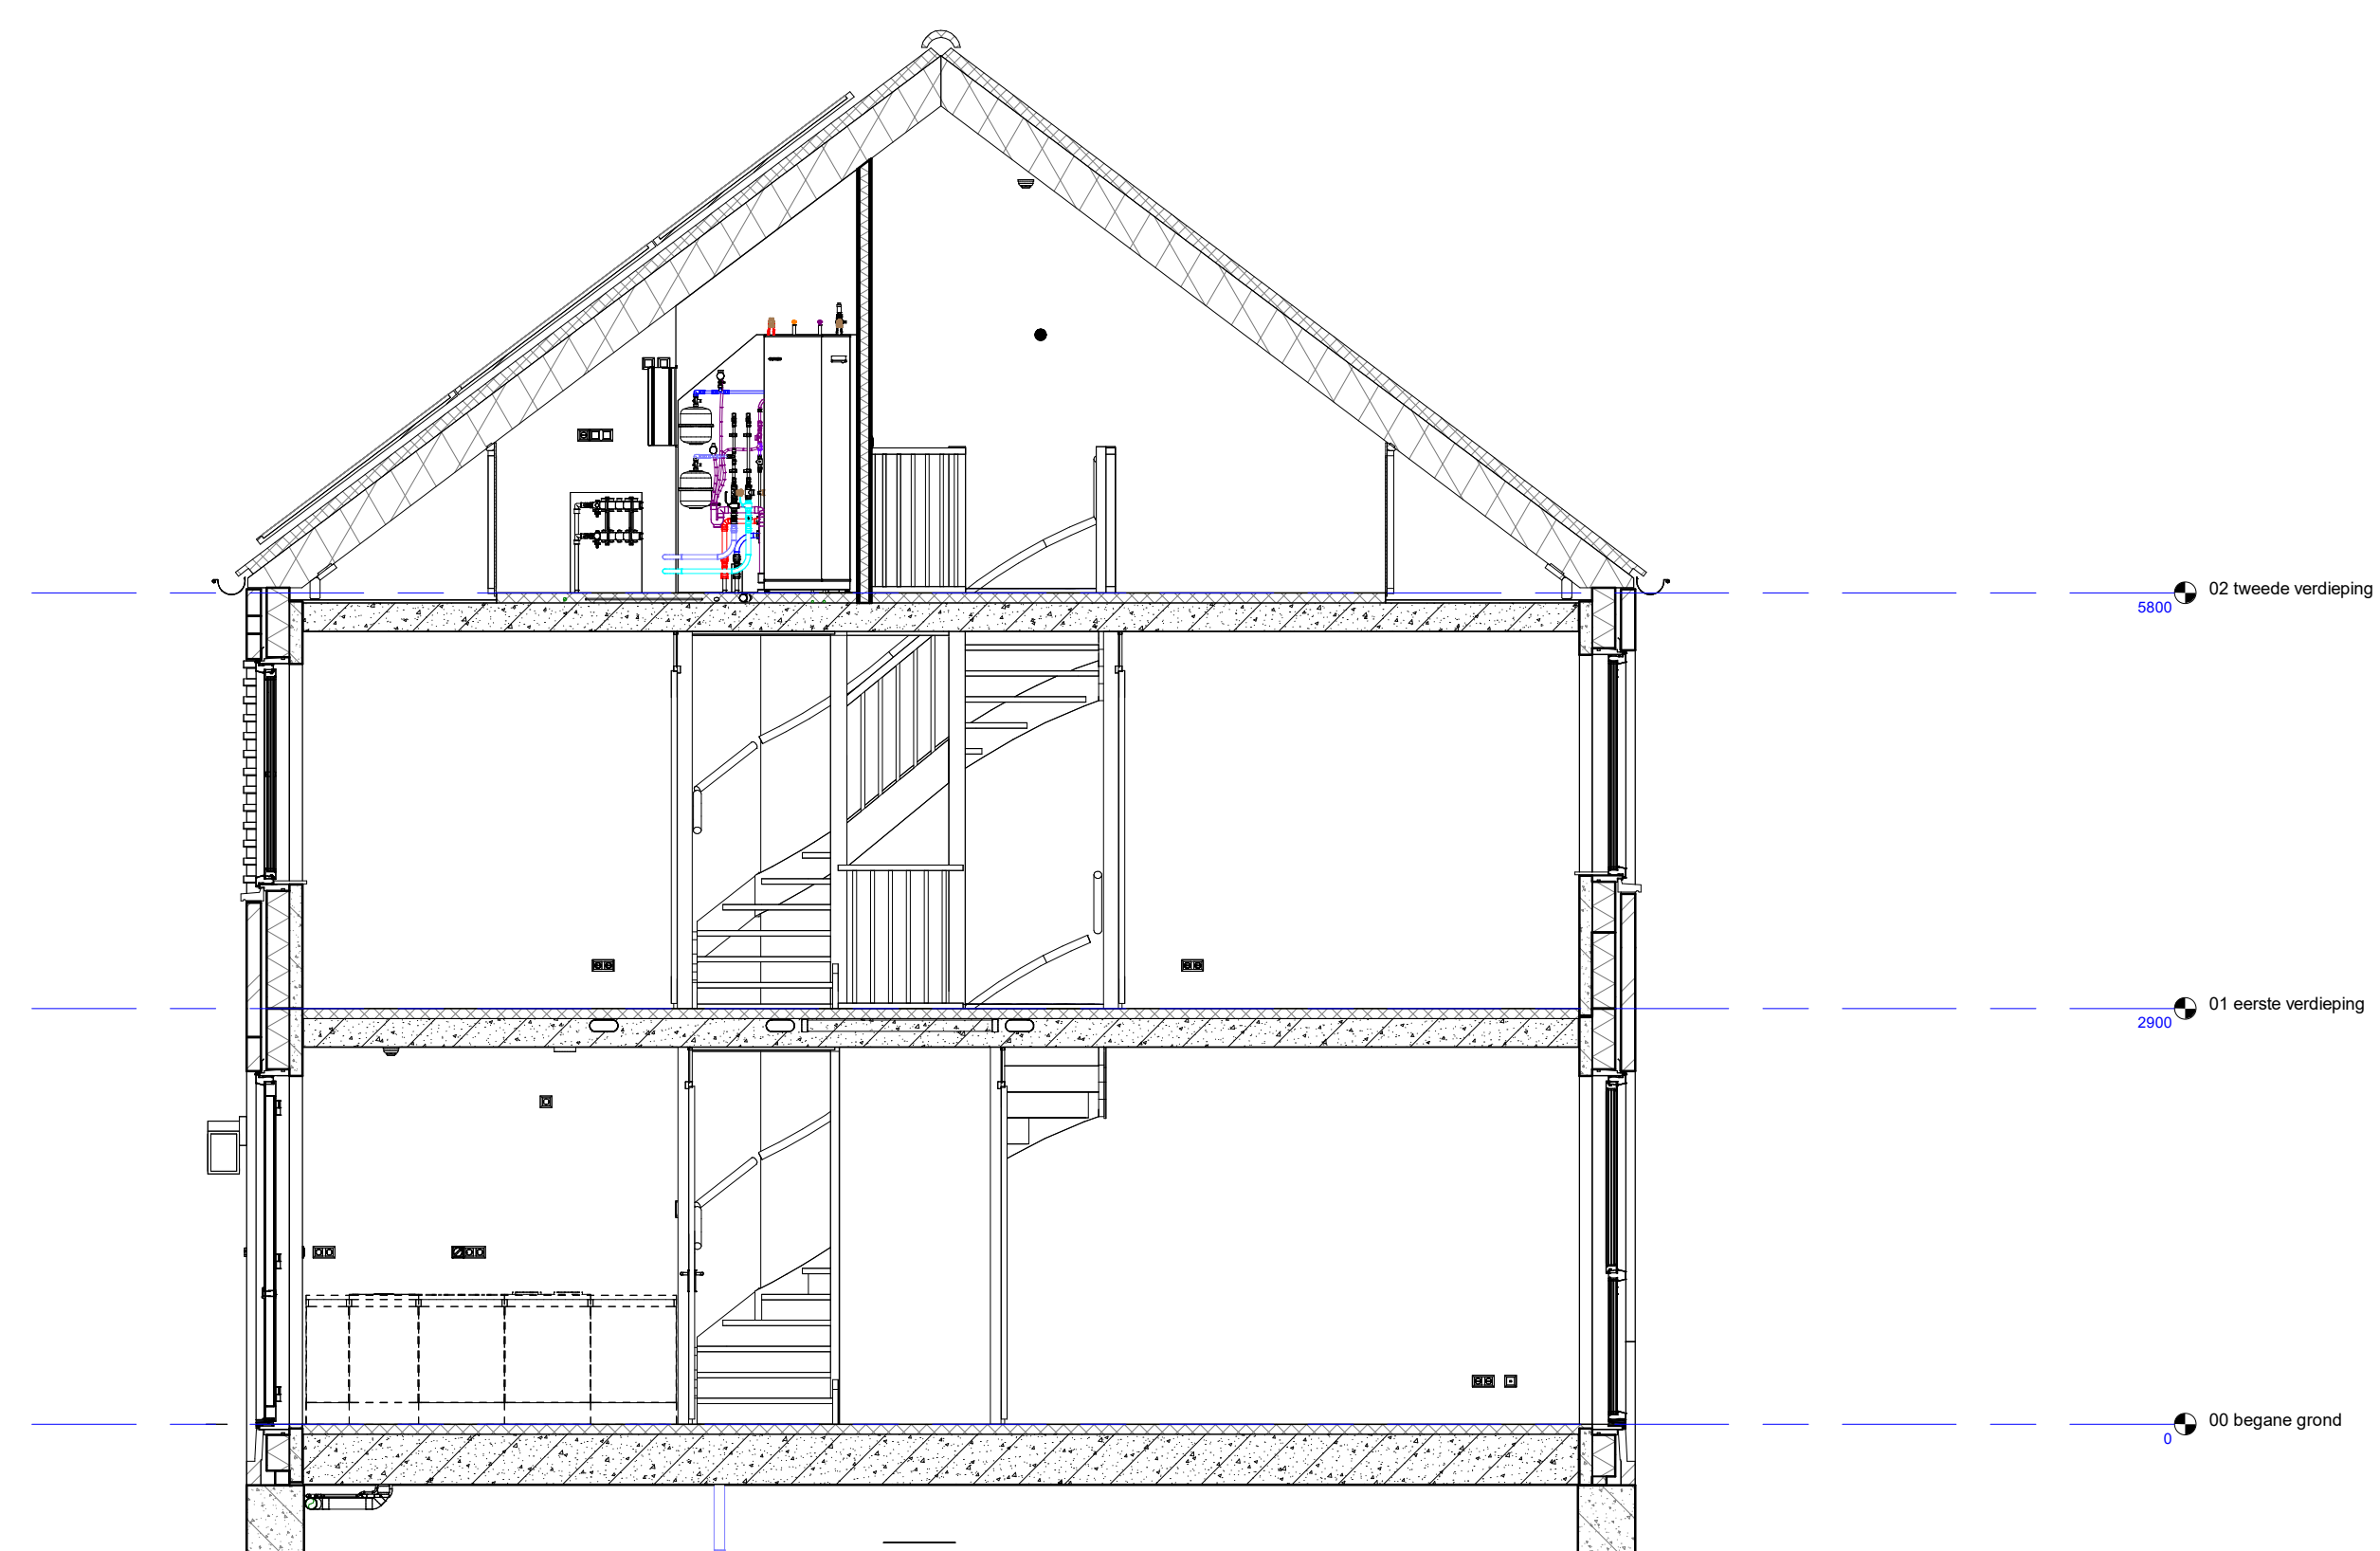 02 tweede verdieping
5800
01 eerste verdieping
2900
00 begane grond
0